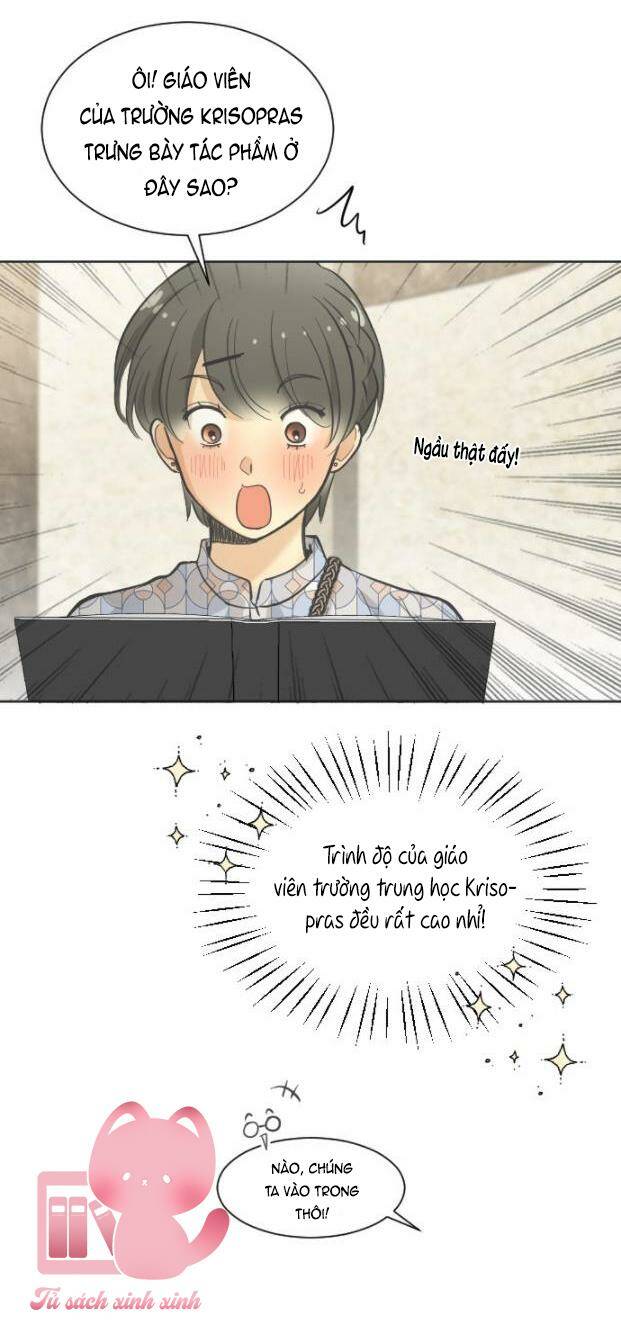 ÔI! GIÁO VIÊN
CỦA TRƯỜNG KRISOPRAS
TRƯNG BÀY TÁC PHẨM Ở
ĐÂY SAO?
Ngầu thật đấy!
Trình độ của giáo
viên trường trung học Kriso-
pras đều rất cao nhỉ!
Ô-Ô
NÀO, CHÚNG
TA VÀO TRONG
THÔI!
Tủ sách xinh xinh